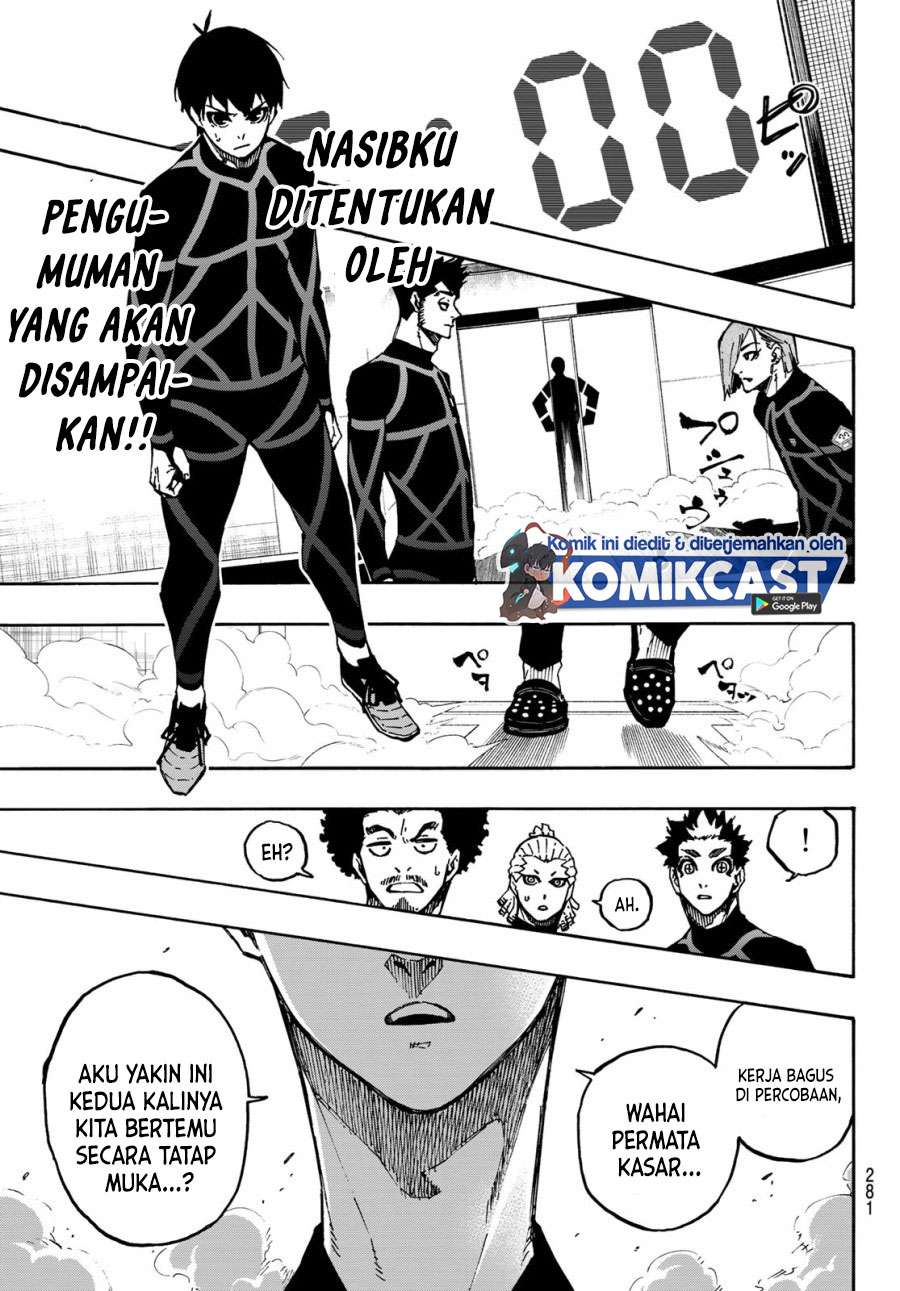 00
ピピッ
NASIBKU
DITENTUKAN
OLEH
PENGU-
MUMAN
YANG AKAN
DISAMPAI-
KAN!!
プシュゥゥ
Komik ini diedit & diterjemahkan oleh
KOMIKCAST
GET IT ON
Google Play
ペタッ
ペタ
!
AH.
EH?
KERJA BAGUS
DI PERCOBAAN,
WAHAI
PERMATA
KASAR...
AKU YAKIN INI
KEDUA KALINYA
KITA BERTEMU
SECARA TATAP
MUKA...?
281